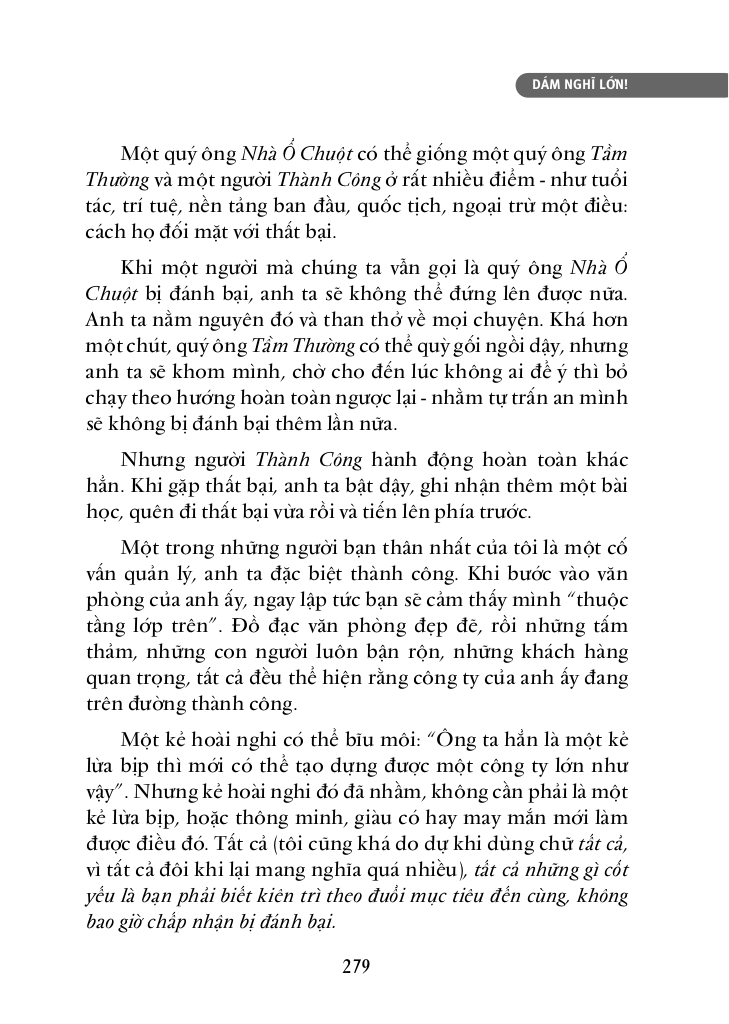 DÁM NGHĨ LỚN!
Một quý ông Nhà Ổ Chuột có thể giống một quý ông Tầm
Thường và một người Thành Công ở rất nhiều điểm - như tuổi
tác, trí tuệ, nền tảng ban đầu, quốc tịch, ngoại trừ một điều:
cách họ đối mặt với thất bại.
Khi một người mà chúng ta vẫn gọi là quý ông Nhà Ổ
Chuột bị đánh bại, anh ta sẽ không thể đứng lên được nữa.
Anh ta nằm nguyên đó và than thở về mọi chuyện. Khá hơn
một chút, quý ông Tầm Thường có thể quỳ gối ngồi dậy, nhưng
anh ta sẽ khom mình, chờ cho đến lúc không ai để ý thì bỏ
chạy theo hướng hoàn toàn ngược lại - nhằm tự trấn an mình
sẽ không bị đánh bại thêm lần nữa.
Nhưng người Thành Công hành động hoàn toàn khác
hẳn. Khi gặp thất bại, anh ta bật dậy, ghi nhận thêm một bài
học, quên đi thất bại vừa rồi và tiến lên phía trước.
Một trong những người bạn thân nhất của tôi là một cố
vấn quản lý, anh ta đặc biệt thành công. Khi bước vào văn
phòng của anh ấy, ngay lập tức bạn sẽ cảm thấy mình “thuộc
tầng lớp trên”. Đồ đạc văn phòng đẹp đẽ, rồi những tấm
thảm, những con người luôn bận rộn, những khách hàng
quan trọng, tất cả đều thể hiện rằng công ty của anh ấy đang
trên đường thành công.
Một kẻ hoài nghi có thể bĩu môi: “Ông ta hẳn là một kẻ
lừa bịp thì mới có thể tạo dựng được một công ty lớn như
vậy”. Nhưng kẻ hoài nghi đó đã nhầm, không cần phải là một
kẻ lừa bịp, hoặc thông minh, giàu có hay may mắn mới làm
được điều đó. Tất cả (tôi cũng khá do dự khi dùng chữ tất cả,
vì tất cả đôi khi lại mang nghĩa quá nhiều), tất cả những gì cốt
yếu là bạn phải biết kiên trì theo đuổi mục tiêu đến cùng, không
bao giờ chấp nhận bị đánh bại.
279